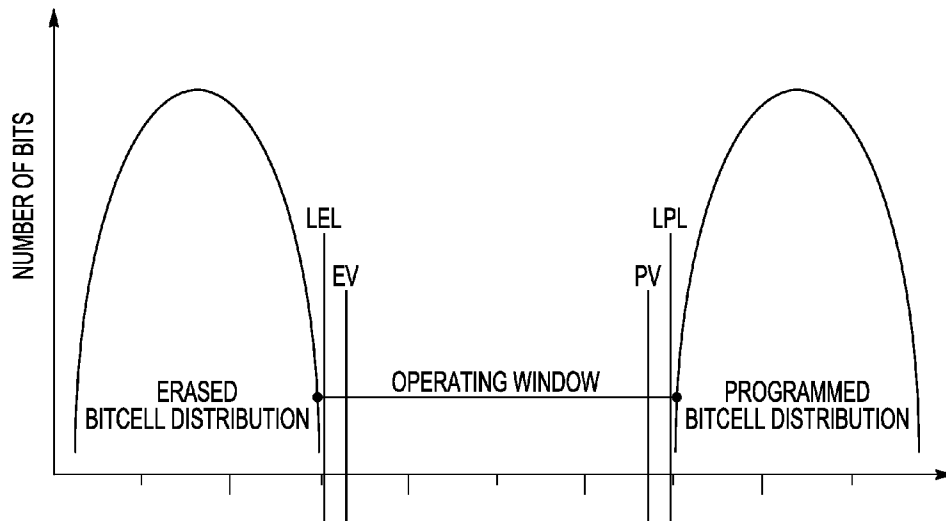 NUMBER OF BITS
LEL
LPL
EV
PV
OPERATING WINDOW
ERASED
BITCELL DISTRIBUTION
PROGRAMMED
BITCELL DISTRIBUTION